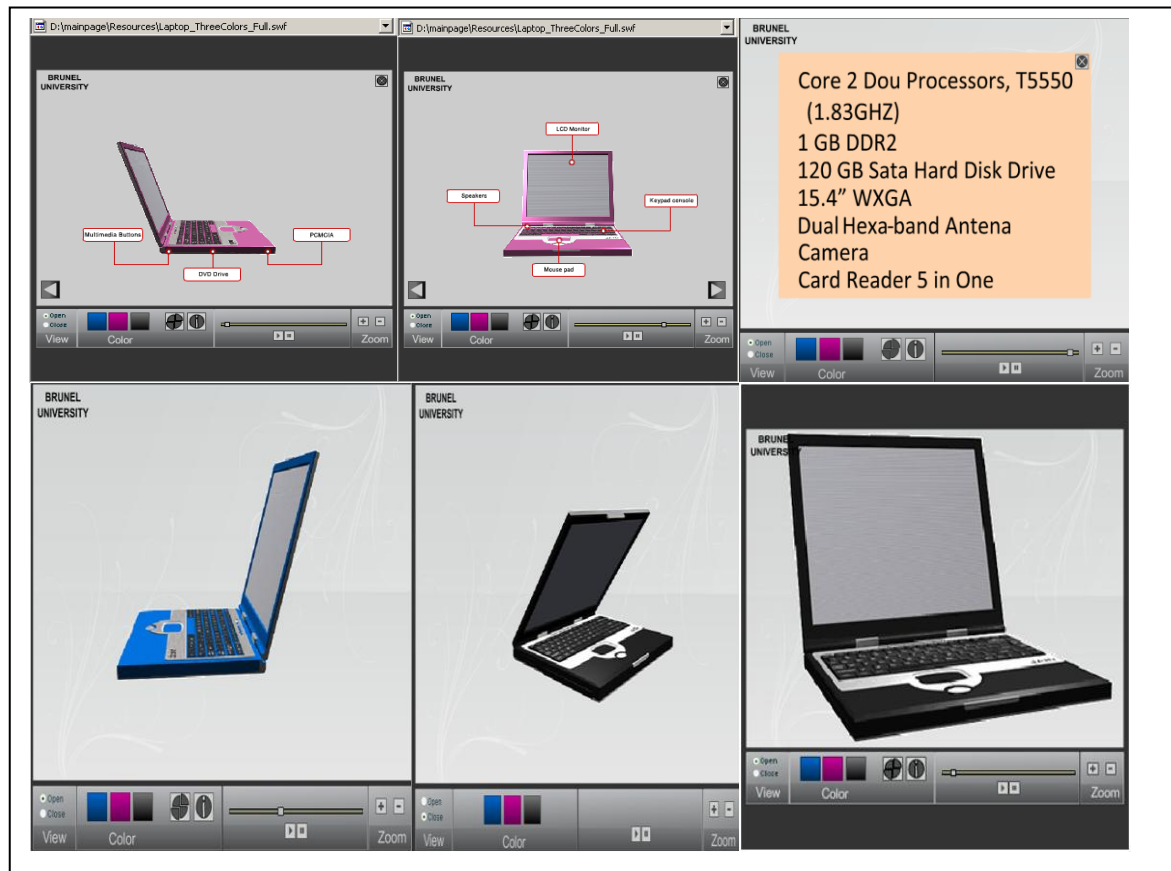 D:\mainpage\Resources\Laptop_ThreeColors_Full.swf
BRUNEL
UNIVERSITY
Multimedia Buttons
PCMCIA
DVD Drive
Open
Close
View
Color
Zoom
D:\mainpage\Resources\Laptop_ThreeColors_Full.swf
BRUNEL
UNIVERSITY
LCD Monitor
Speakers
Keypad console
Mouse pad
Open
Close
View
Color
Zoom
BRUNEL
UNIVERSITY
Core 2 Dou Processors, T5550
(1.83GHZ)
1 GB DDR2
120 GB Sata Hard Disk Drive
15.4” WXGA
Dual Hexa-band Antena
Camera
Card Reader 5 in One
Open
Close
View
Color
Zoom
BRUNEL
UNIVERSITY
Open
Close
View
Color
Zoom
BRUNEL
UNIVERSITY
Open
Close
View
Color
Zoom
BRUNEL
UNIVERSITY
Open
Close
View
Color
Zoom